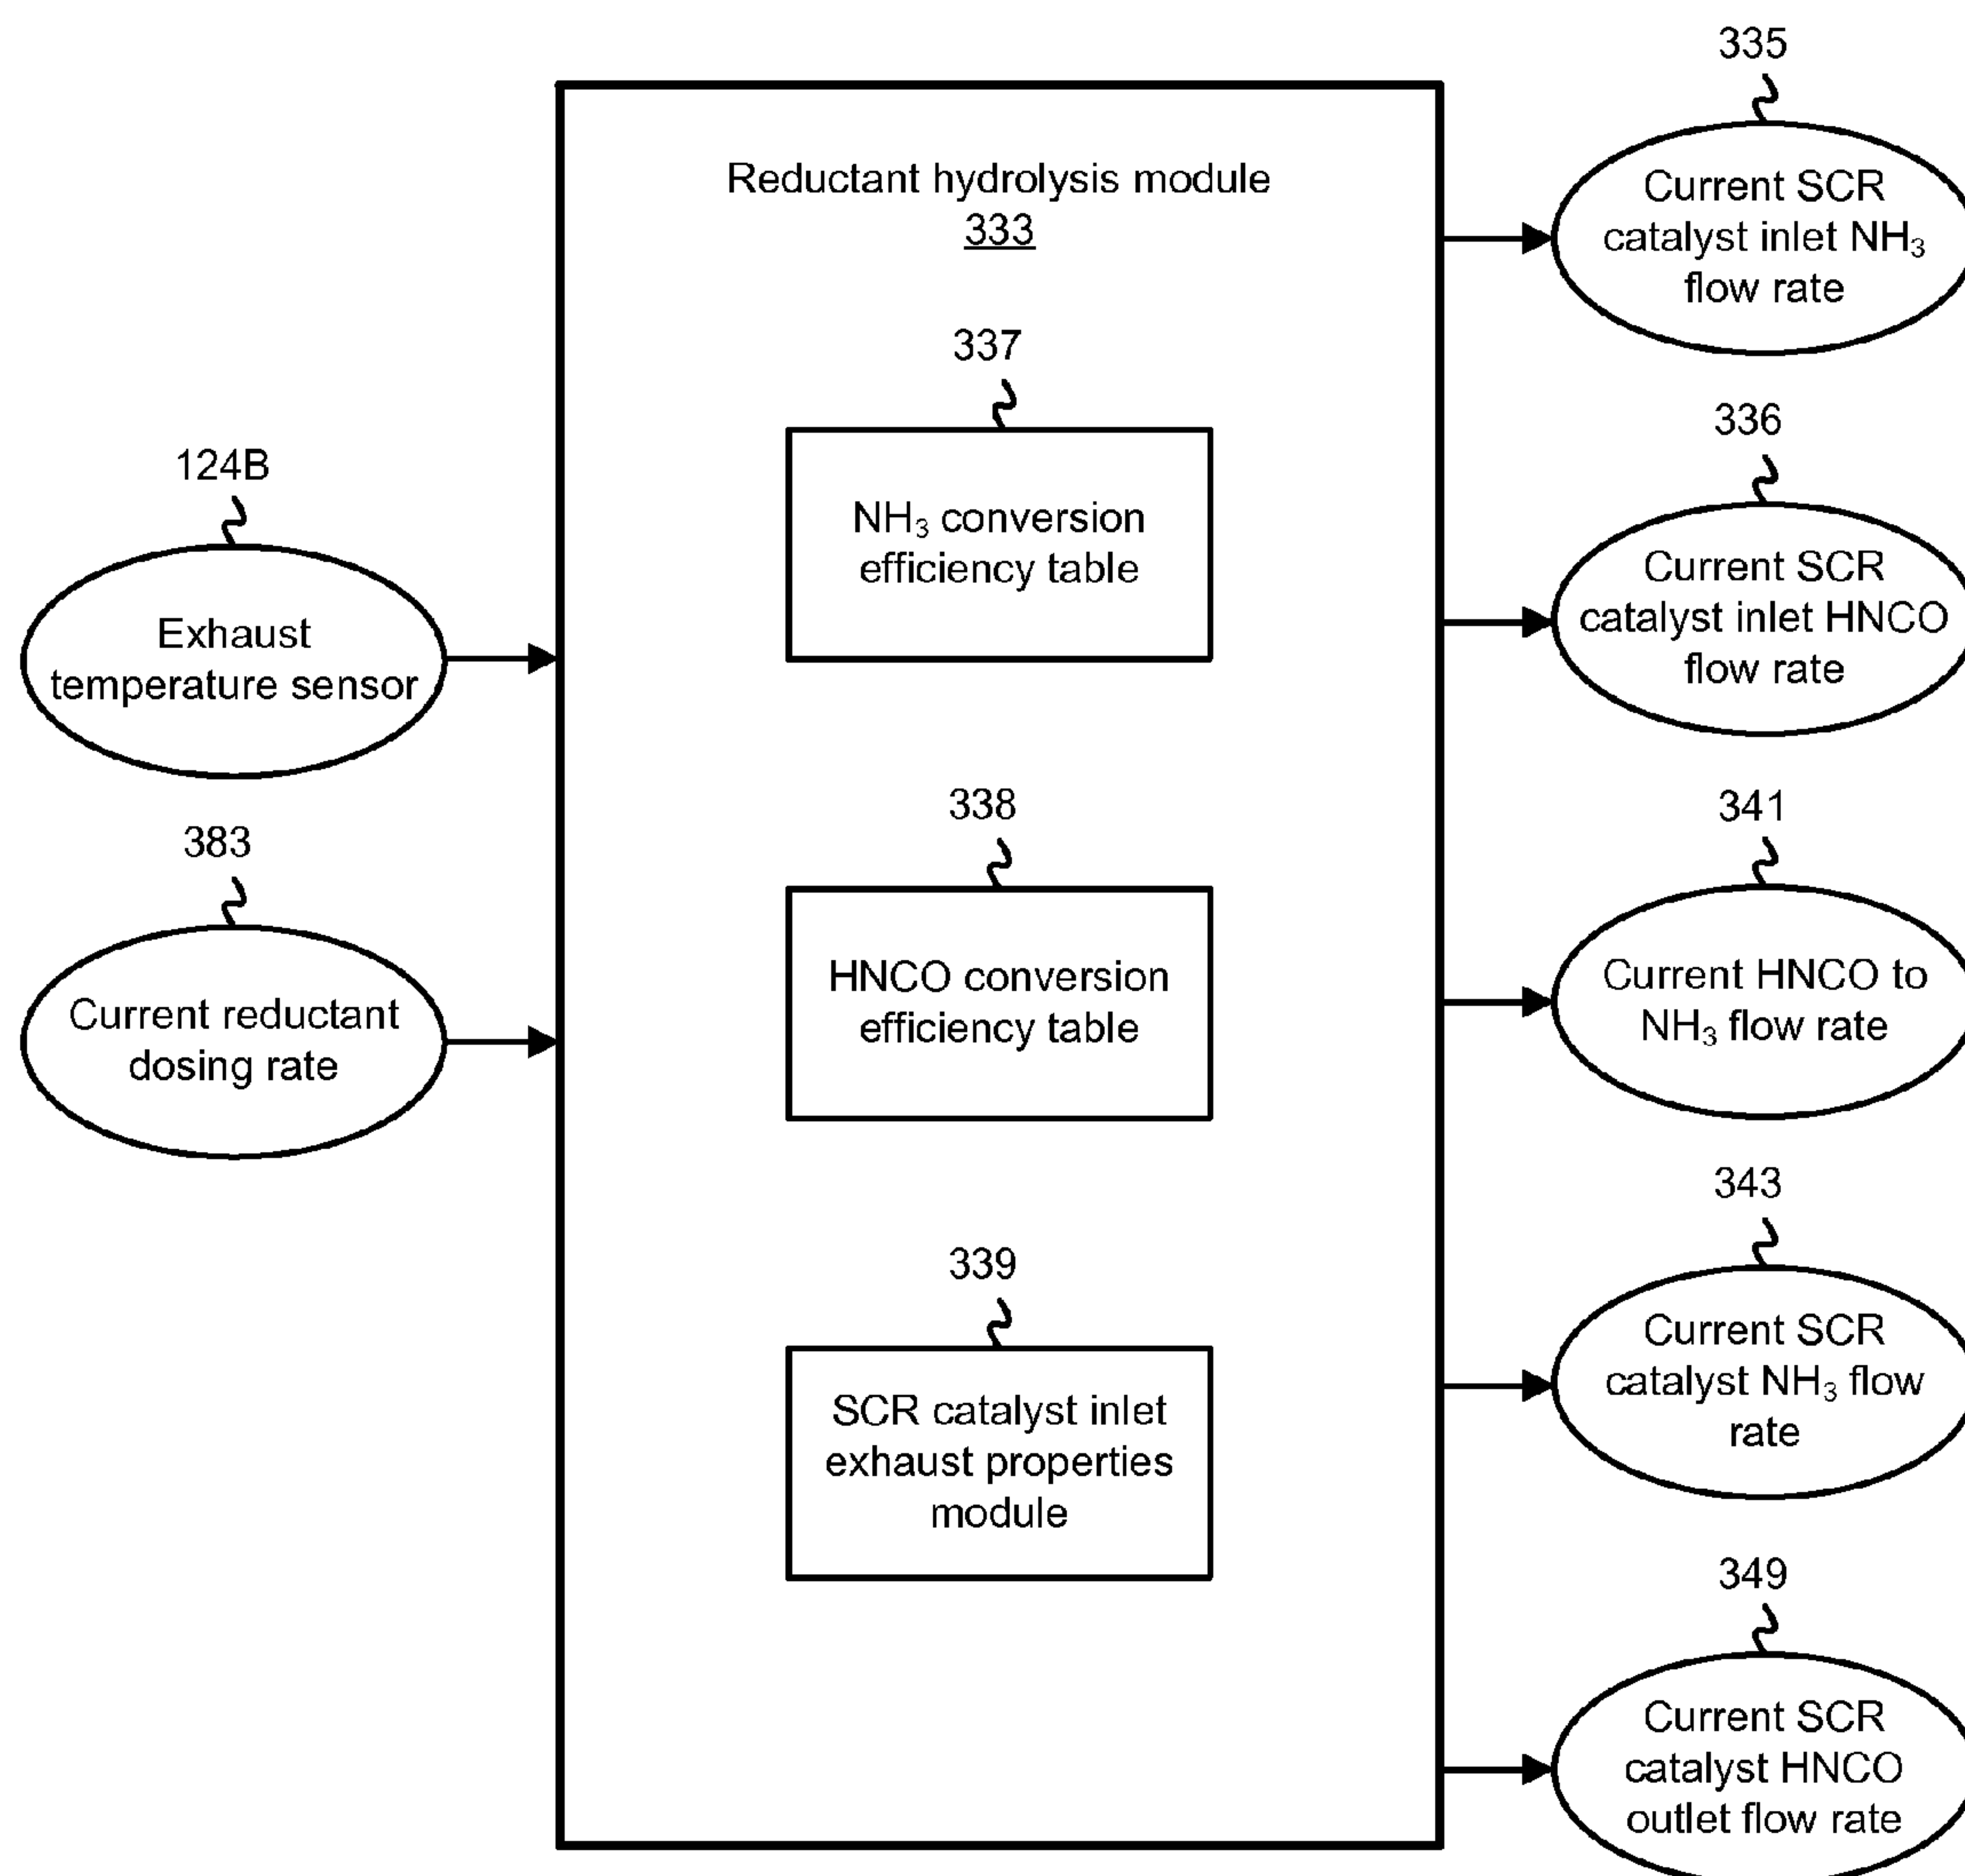 124B
Exhaust
temperature sensor
383
Current reductant
dosing rate
Reductant hydrolysis module
333
337
NH₃ conversion
efficiency table
338
HNCO conversion
efficiency table
339
SCR catalyst inlet
exhaust properties
module
335
Current SCR
catalyst inlet NH₃
flow rate
336
Current SCR
catalyst inlet HNCO
flow rate
341
Current HNCO to
NH₃ flow rate
343
Current SCR
catalyst NH₃ flow
rate
349
Current SCR
catalyst HNCO
outlet flow rate